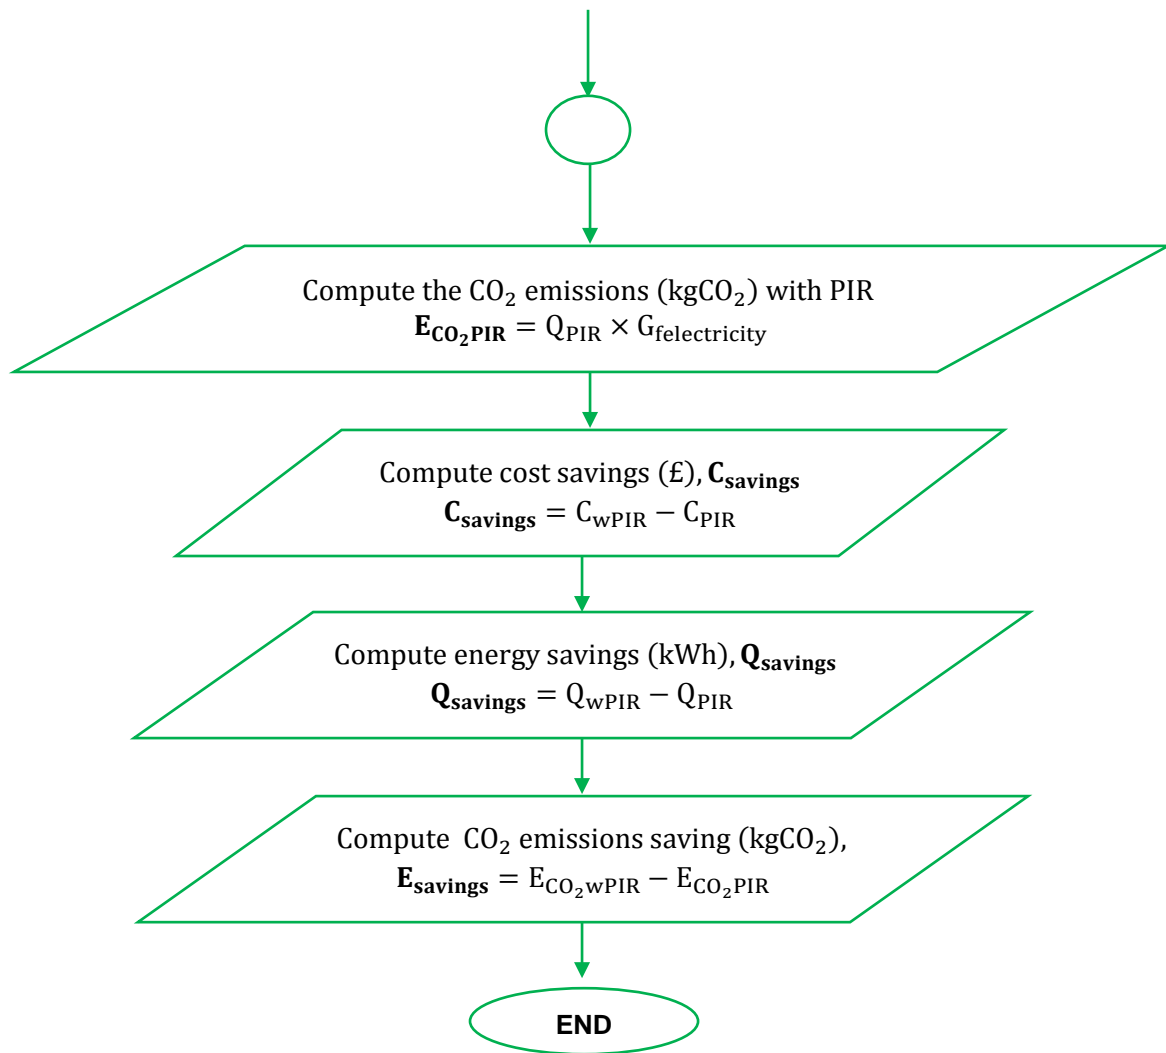 Compute the CO₂ emissions (kgCO₂) with PIR
E_CO₂PIR = Q_PIR × G_felectricity
Compute cost savings (£), C_savings
C_savings = C_wPIR − C_PIR
Compute energy savings (kWh), Q_savings
Q_savings = Q_wPIR − Q_PIR
Compute CO₂ emissions saving (kgCO₂),
E_savings = E_CO₂wPIR − E_CO₂PIR
END